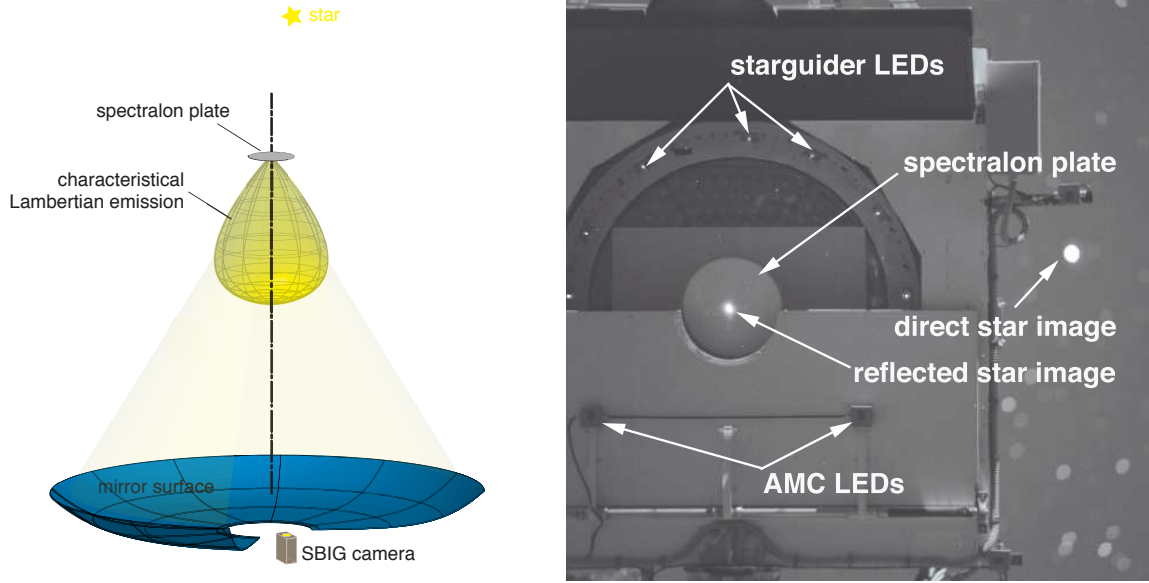 star
spectralon plate
characteristical
Lambertian emission
mirror surface
SBIG camera
starguider LEDs
spectralon plate
direct star image
reflected star image
AMC LEDs